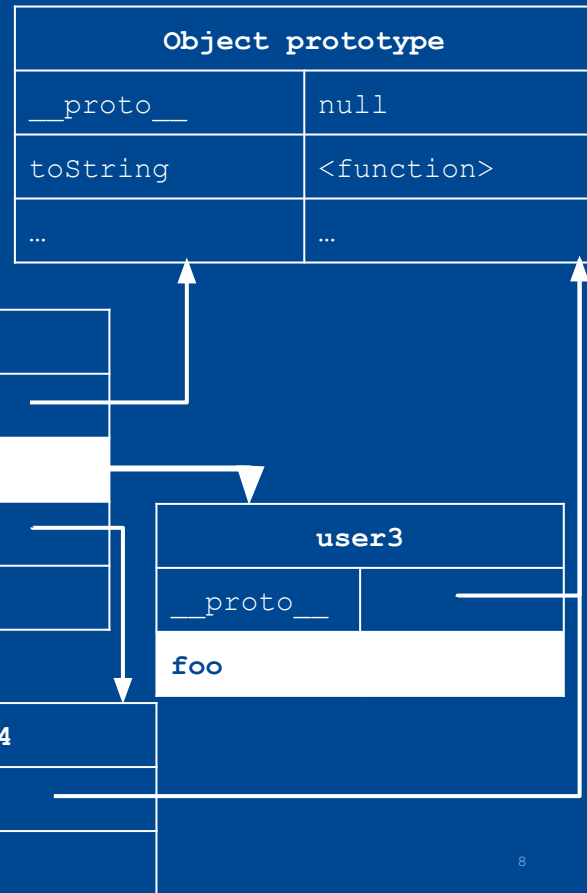 Object prototype
__proto__ null
toString <function>
… …
user3
__proto__
foo
4
8